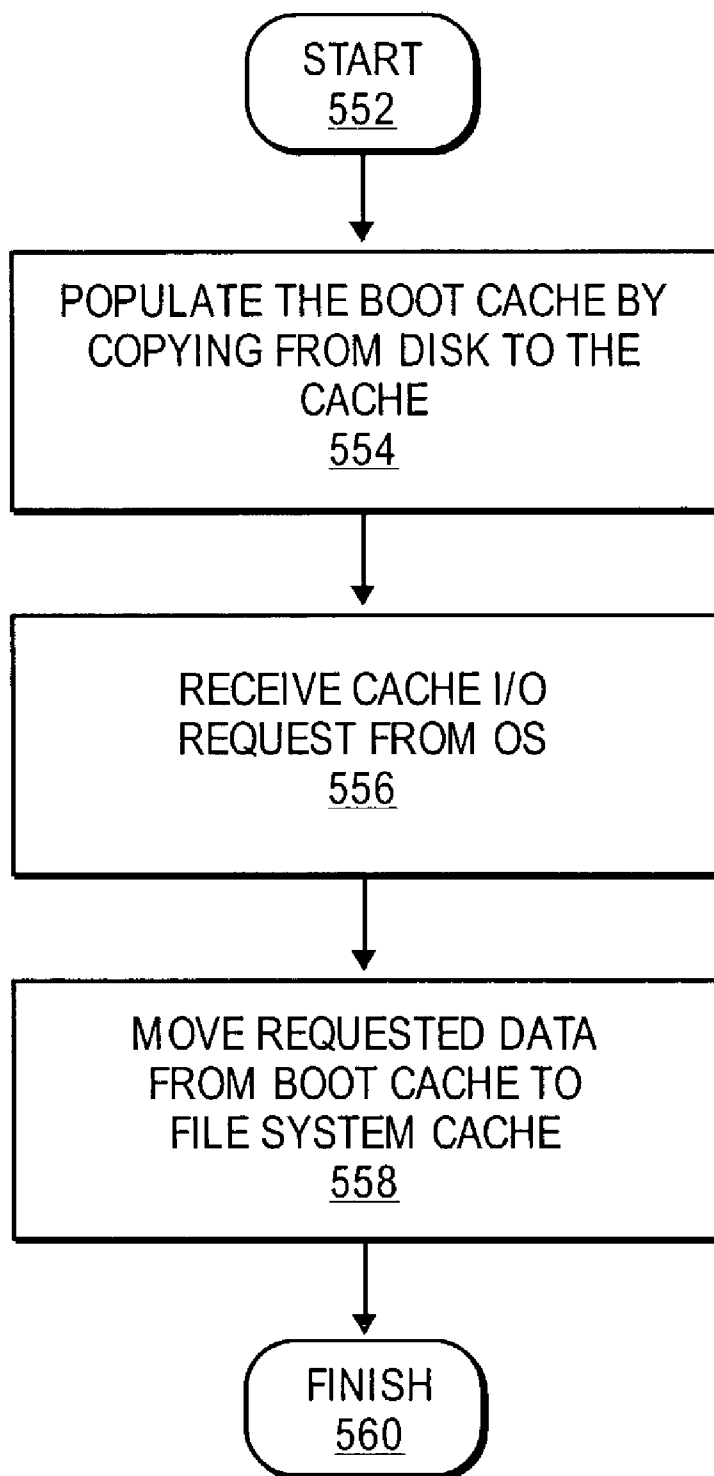 START
552
POPULATE THE BOOT CACHE BY
COPYING FROM DISK TO THE
CACHE
554
RECEIVE CACHE I/O
REQUEST FROM OS
556
MOVE REQUESTED DATA
FROM BOOT CACHE TO
FILE SYSTEM CACHE
558
FINISH
560